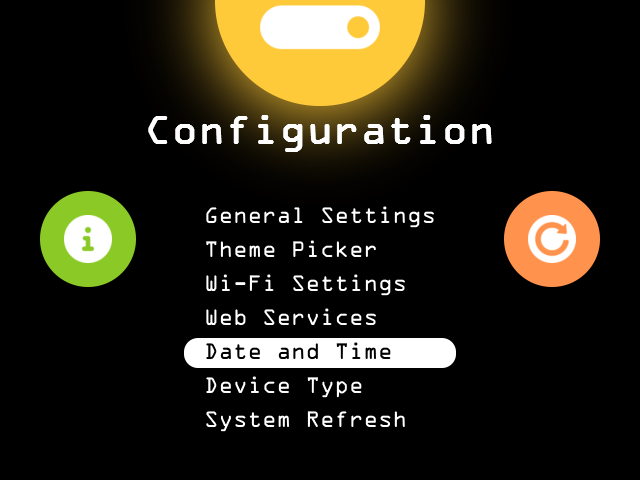 Configuration
General Settings
Theme Picker
Wi-Fi Settings
Web Services
Date and Time
Device Type
System Refresh